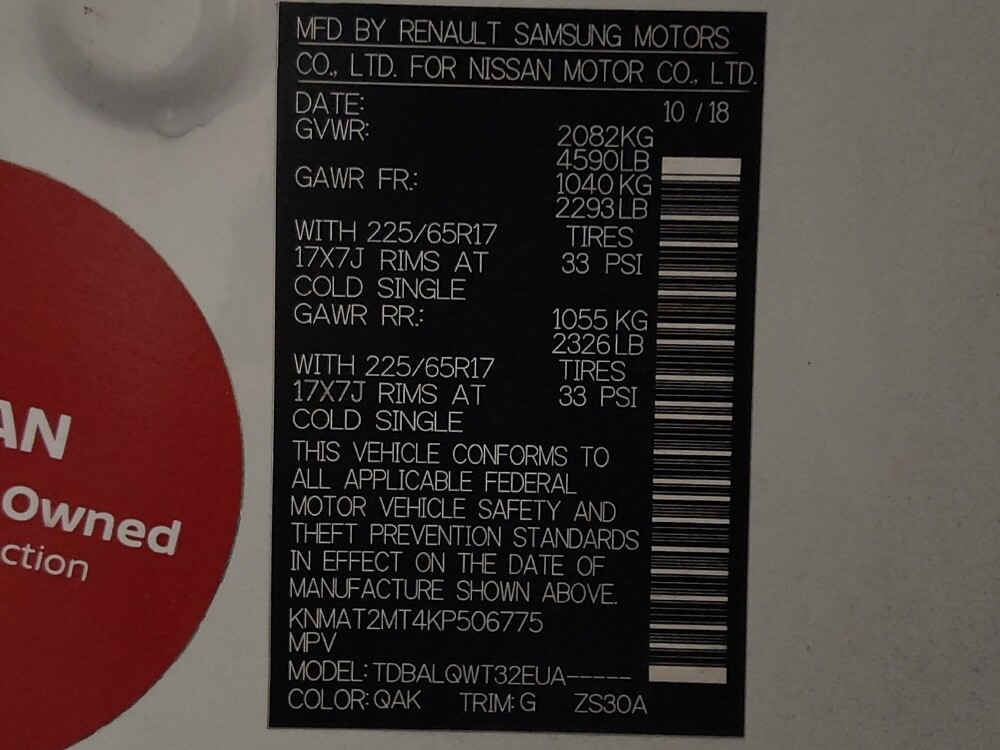 MFD BY RENAULT SAMSUNG MOTORS
CO., LTD. FOR NISSAN MOTOR CO., LTD.
DATE: 10 / 18
GVWR: 2082KG
4590LB
GAWR FR.: 1040 KG
2293LB
WITH 225/65R17 TIRES
17X7J RIMS AT 33 PSI
COLD SINGLE
GAWR RR.: 1055 KG
2326LB
WITH 225/65R17 TIRES
17X7J RIMS AT 33 PSI
COLD SINGLE
THIS VEHICLE CONFORMS TO
ALL APPLICABLE FEDERAL
MOTOR VEHICLE SAFETY AND
THEFT PREVENTION STANDARDS
IN EFFECT ON THE DATE OF
MANUFACTURE SHOWN ABOVE.
KNMAT2MT4KP506775
MPV
MODEL: TDBALQWT32EUA-----
COLOR: QAK TRIM: G ZS30A
AN
Owned
ction